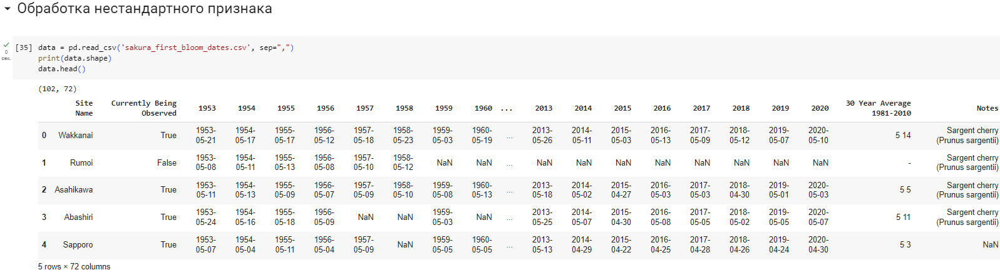 Обработка нестандартного признака
[35] data = pd.read_csv('sakura_first_bloom_dates.csv', sep=",")
0
сек.
print(data.shape)
data.head()
(102, 72)
Site Name Currently Being Observed 1953 1954 1955 1956 1957 1958 1959 1960 ... 2013 2014 2015 2016 2017 2018 2019 2020 30 Year Average 1981-2010 Notes
0 Wakkanai True 1953-05-21 1954-05-17 1955-05-17 1956-05-12 1957-05-18 1958-05-23 1959-05-03 1960-05-19 ... 2013-05-26 2014-05-11 2015-05-03 2016-05-13 2017-05-09 2018-05-12 2019-05-07 2020-05-10 5 14 Sargent cherry (Prunus sargentii)
1 Rumoi False 1953-05-08 1954-05-11 1955-05-13 1956-05-08 1957-05-10 1958-05-12 NaN NaN ... NaN NaN NaN NaN NaN NaN NaN NaN - Sargent cherry (Prunus sargentii)
2 Asahikawa True 1953-05-11 1954-05-13 1955-05-09 1956-05-07 1957-05-09 1958-05-10 1959-05-08 1960-05-13 ... 2013-05-18 2014-05-02 2015-04-27 2016-05-03 2017-05-03 2018-04-30 2019-05-01 2020-05-03 5 5 Sargent cherry (Prunus sargentii)
3 Abashiri True 1953-05-24 1954-05-16 1955-05-18 1956-05-09 NaN NaN 1959-05-03 NaN ... 2013-05-25 2014-05-07 2015-04-30 2016-05-08 2017-05-05 2018-05-02 2019-05-05 2020-05-07 5 11 Sargent cherry (Prunus sargentii)
4 Sapporo True 1953-05-07 1954-05-04 1955-05-11 1956-05-04 1957-05-09 NaN 1959-05-05 1960-05-05 ... 2013-05-13 2014-04-29 2015-04-22 2016-04-25 2017-04-28 2018-04-26 2019-04-24 2020-04-30 5 3 NaN
5 rows × 72 columns